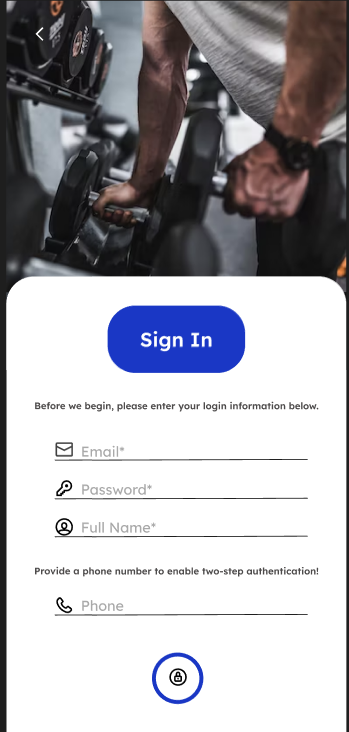 Sign In
Before we begin, please enter your login information below.
Email*
Password*
Full Name*
Provide a phone number to enable two-step authentication!
Phone